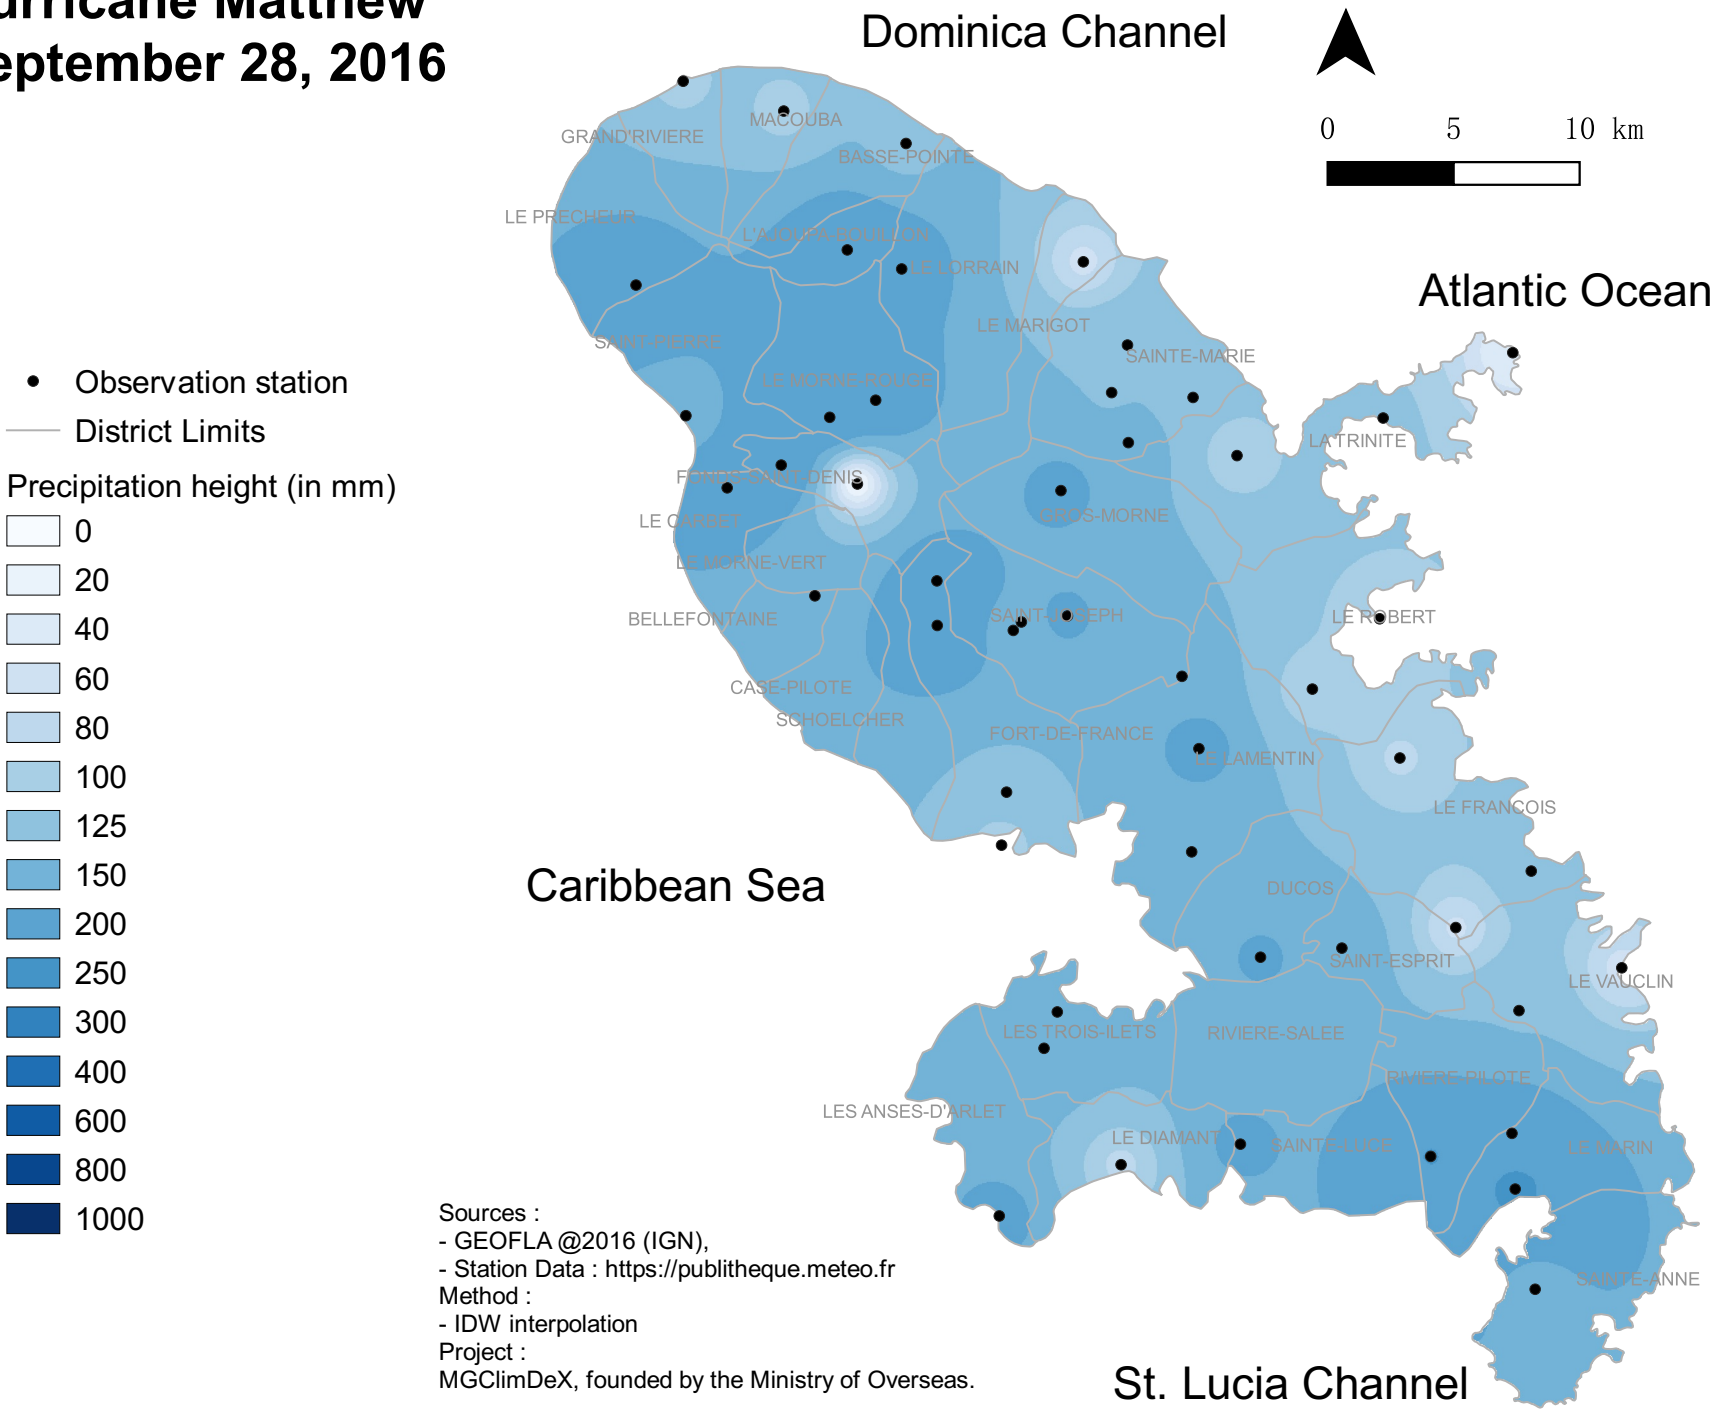 urricane Matthew
eptember 28, 2016
Dominica Channel
0 5 10 km
Atlantic Ocean
Caribbean Sea
St. Lucia Channel
GRAND'RIVIERE
MACOUBA
BASSE-POINTE
LE PRECHEUR
L'AJOUPA-BOUILLON
LE LORRAIN
LE MARIGOT
SAINT-PIERRE
SAINTE-MARIE
LE MORNE-ROUGE
LA TRINITE
FONDS-SAINT-DENIS
LE CARBET
GROS-MORNE
LE MORNE-VERT
BELLEFONTAINE
SAINT-JOSEPH
LE ROBERT
CASE-PILOTE
SCHOELCHER
FORT-DE-FRANCE
LE LAMENTIN
LE FRANCOIS
DUCOS
SAINT-ESPRIT
LE VAUCLIN
LES TROIS-ILETS
RIVIERE-SALEE
RIVIERE-PILOTE
LES ANSES-D'ARLET
LE DIAMANT
SAINTE-LUCE
LE MARIN
SAINTE-ANNE
Observation station
District Limits
Precipitation height (in mm)
0
20
40
60
80
100
125
150
200
250
300
400
600
800
1000
Sources :
- GEOFLA @2016 (IGN),
- Station Data : https://publitheque.meteo.fr
Method :
- IDW interpolation
Project :
MGClimDeX, founded by the Ministry of Overseas.